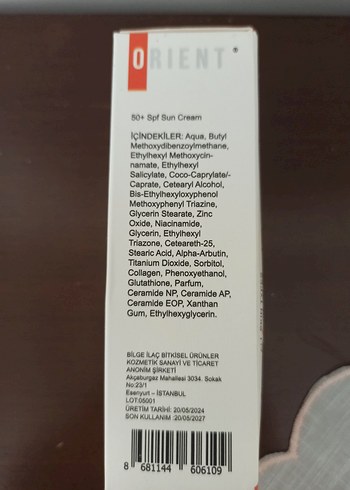 ORIENT®
50+ Spf Sun Cream
İÇİNDEKİLER: Aqua, Butyl
Methoxydibenzoylmethane,
Ethylhexyl Methoxycin-
namate, Ethylhexyl
Salicylate, Coco-Caprylate/-
Caprate, Cetearyl Alcohol,
Bis-Ethylhexyloxyphenol
Methoxyphenyl Triazine,
Glycerin Stearate, Zinc
Oxide, Niacinamide,
Glycerin, Ethylhexyl
Triazone, Ceteareth-25,
Stearic Acid, Alpha-Arbutin,
Titanium Dioxide, Sorbitol,
Collagen, Phenoxyethanol,
Glutathione, Parfum,
Ceramide NP, Ceramide AP,
Ceramide EOP, Xanthan
Gum, Ethylhexyglycerin.
BİLGE İLAÇ BİTKİSEL ÜRÜNLER
KOZMETİK SANAYİ VE TİCARET
ANONİM ŞİRKETİ
Akçaburgaz Mahallesi 3034. Sokak
No:23/1
Esenyurt – İSTANBUL
LOT:05001
ÜRETİM TARİHİ: 20/05/2024
SON KULLANIM :20/05/2027
8 681144 606109